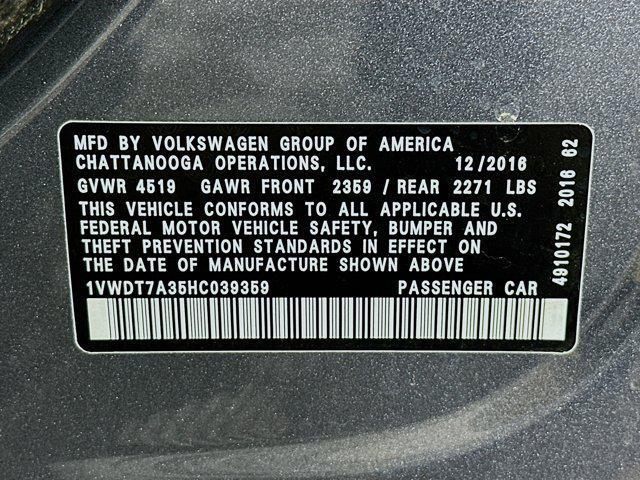 MFD BY VOLKSWAGEN GROUP OF AMERICA
CHATTANOOGA OPERATIONS, LLC. 12/2016
GVWR 4519 GAWR FRONT 2359 / REAR 2271 LBS
THIS VEHICLE CONFORMS TO ALL APPLICABLE U.S.
FEDERAL MOTOR VEHICLE SAFETY, BUMPER AND
THEFT PREVENTION STANDARDS IN EFFECT ON
THE DATE OF MANUFACTURE SHOWN ABOVE
1VWDT7A35HC039359 PASSENGER CAR
4910172 2016 62